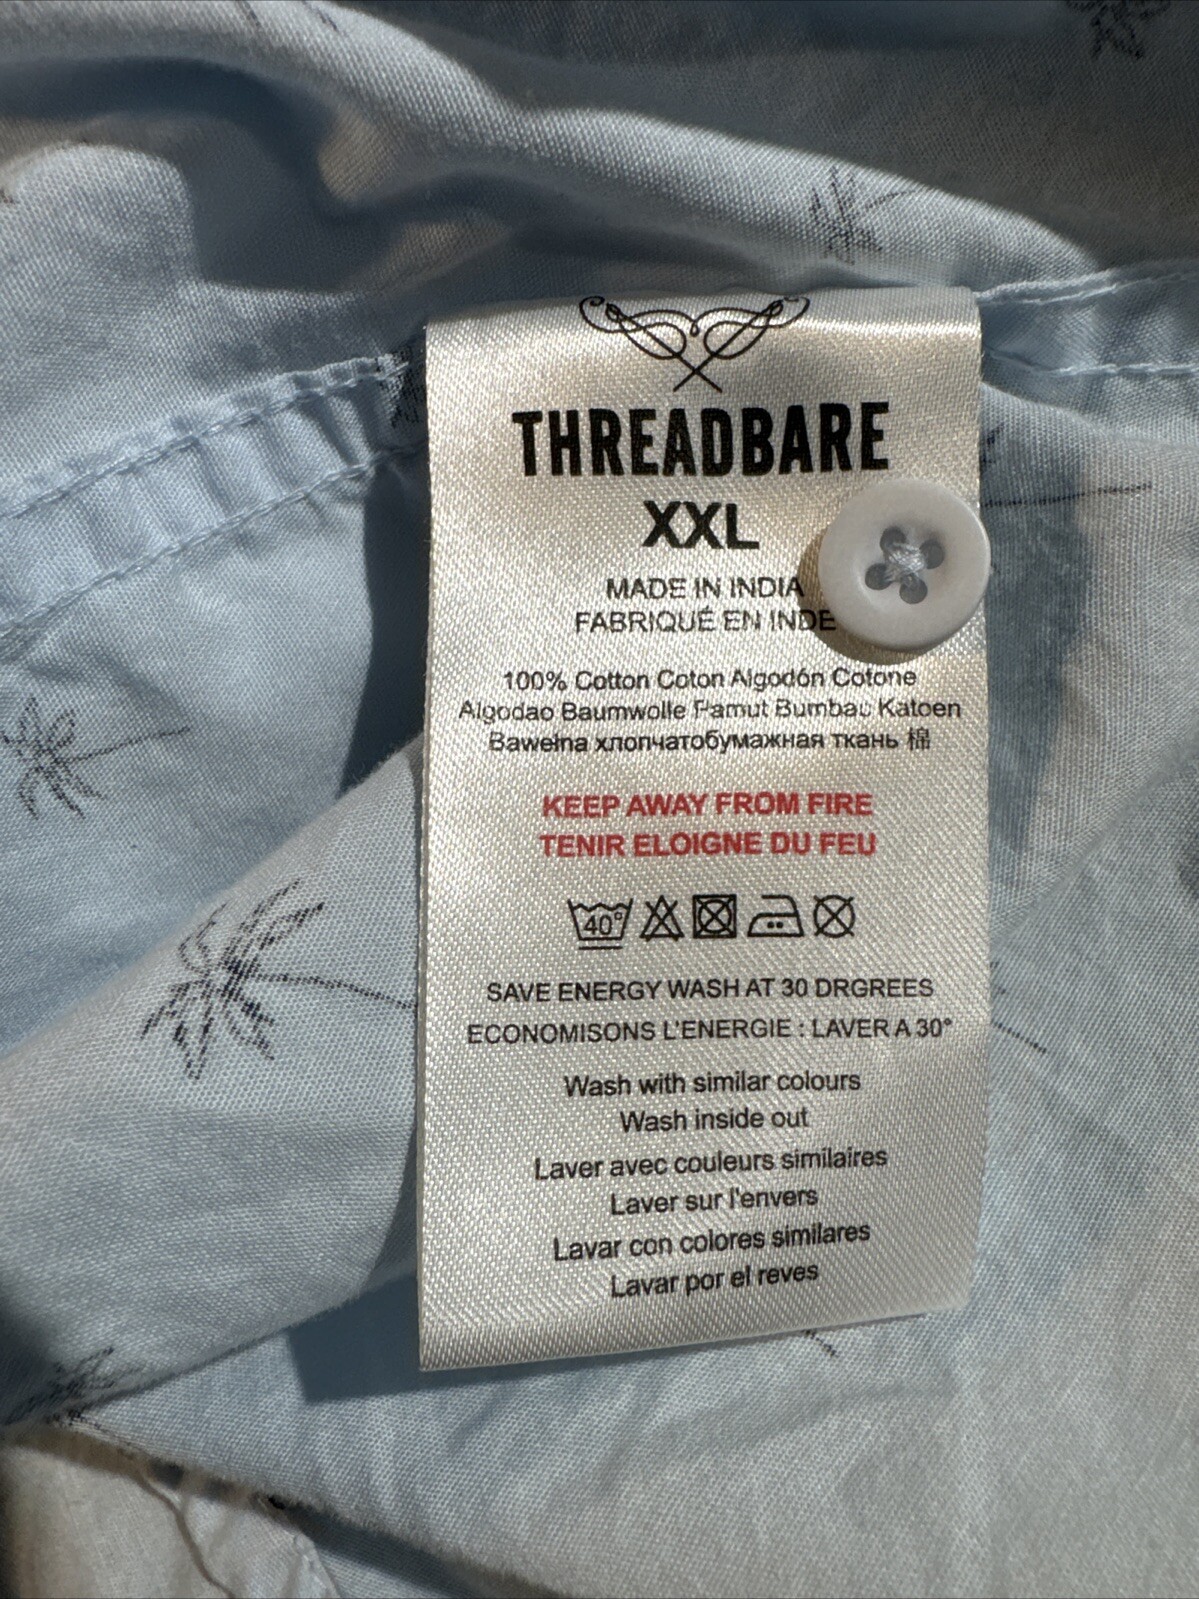 THREADBARE
XXL
MADE IN INDIA
FABRIQUÉ EN INDE
100% Cotton Coton Algodón Cotone
Algodao Baumwolle Pamut Bumbac Katoen
Bawełna хлопчатобумажная ткань 棉
KEEP AWAY FROM FIRE
TENIR ELOIGNE DU FEU
40°
SAVE ENERGY WASH AT 30 DRGREES
ECONOMISONS L'ENERGIE : LAVER A 30°
Wash with similar colours
Wash inside out
Laver avec couleurs similaires
Laver sur l'envers
Lavar con colores similares
Lavar por el reves